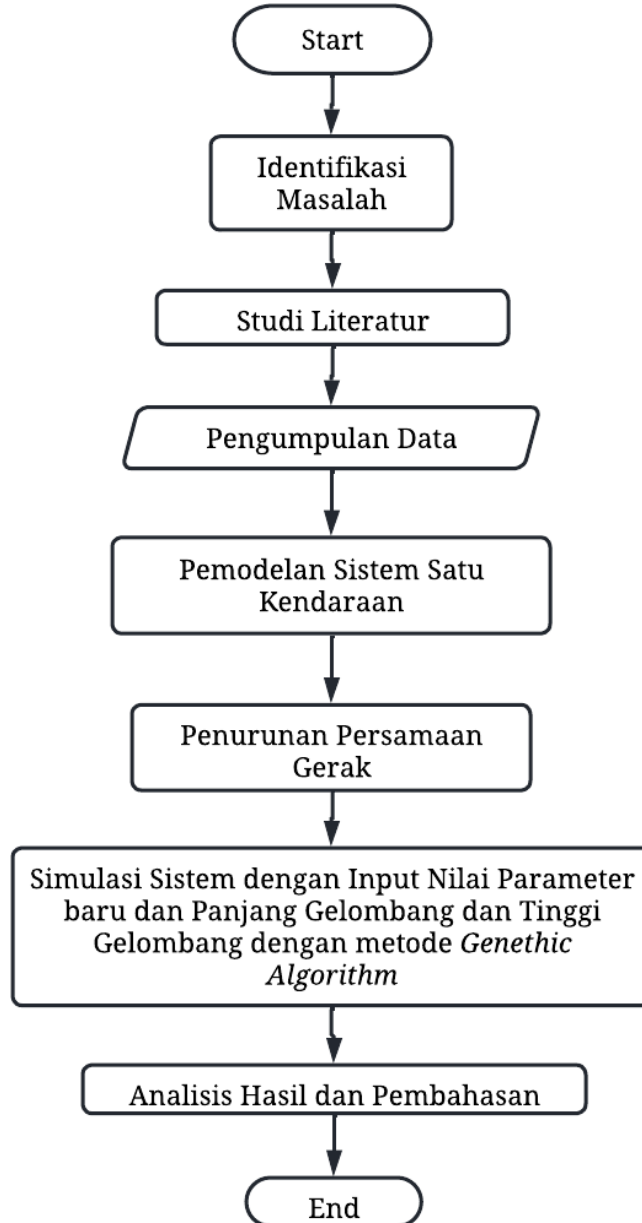 Start
Identifikasi
Masalah
Studi Literatur
Pengumpulan Data
Pemodelan Sistem Satu
Kendaraan
Penurunan Persamaan
Gerak
Simulasi Sistem dengan Input Nilai Parameter
baru dan Panjang Gelombang dan Tinggi
Gelombang dengan metode Genethic
Algorithm
Analisis Hasil dan Pembahasan
End